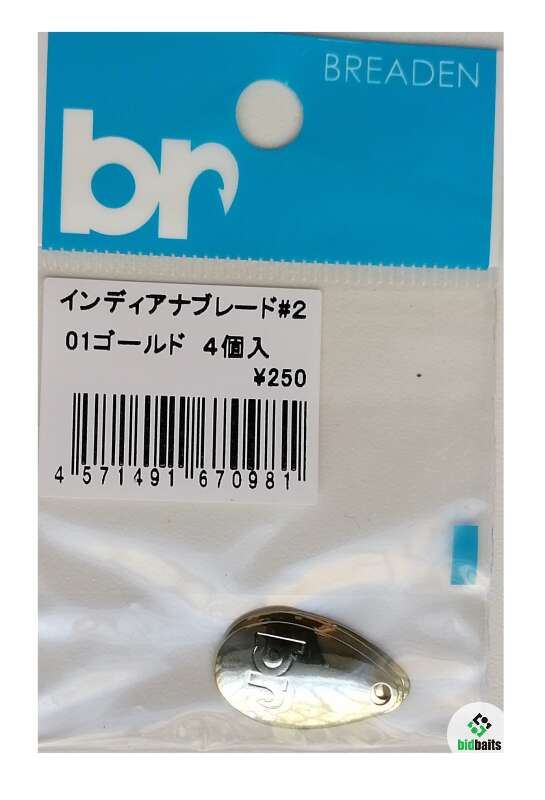 BREADEN
br
インディアナブレード#2
01ゴールド 4個入
¥250
4 571491 670981
br
bidbaits